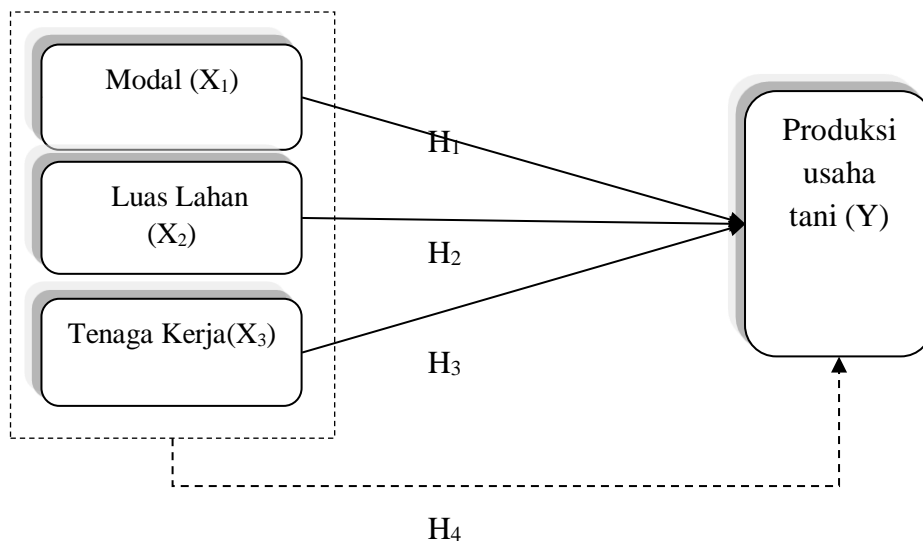 Modal (X₁)
Luas Lahan
(X₂)
Tenaga Kerja(X₃)
H₁
H₂
H₃
H₄
Produksi
usaha
tani (Y)